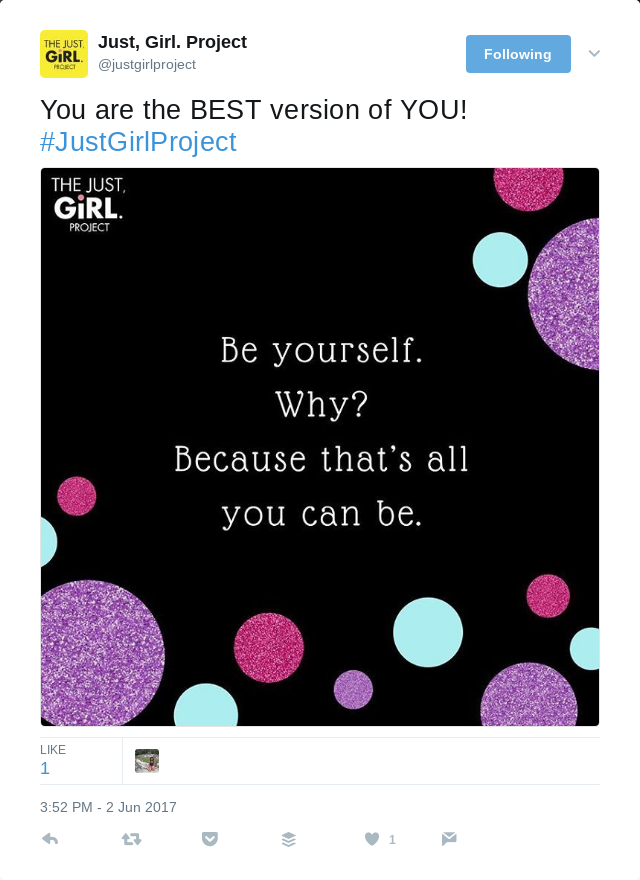 THE JUST,
GiRL.
PROJECT
Just, Girl. Project
@justgirlproject
Following
You are the BEST version of YOU!
#JustGirlProject
THE JUST,
GiRL.
PROJECT
Be yourself.
Why?
Because that's all
you can be.
LIKE
1
3:52 PM - 2 Jun 2017
1